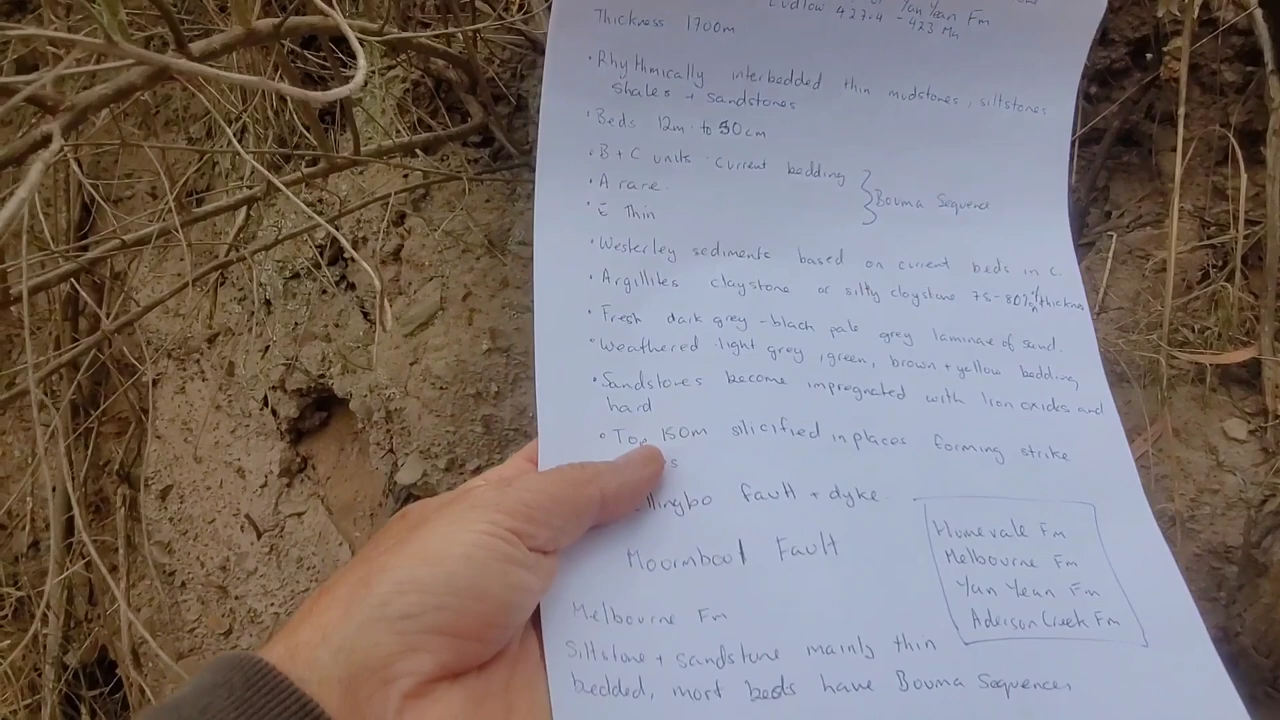 Yan Yean Fm
Thickness 1700m
Ludlow 427.4 - 423 Ma
• Rhythmically interbedded thin mudstones, siltstones
shales + sandstones
• Beds 12m to 50cm
• B + C units current bedding
• A rare.
• E Thin
} Bouma Sequence
• Westerley sediments based on current beds in c.
• Argillites claystone or silty claystone 75-80% thicknes
• Fresh dark grey - black pale grey laminae of sand.
• Weathered light grey, green, brown + yellow bedding
• Sandstones become impregnated with Iron oxides and
hard
• Top 150m silicified in places forming strike
s
llingbo fault + dyke
Moormbool Fault
Humevale Fm
Melbourne Fm
Yan Yean Fm
Aderson Creek Fm
Melbourne Fm
Siltstone + sandstone mainly thin
bedded, most beds have Bouma Sequences